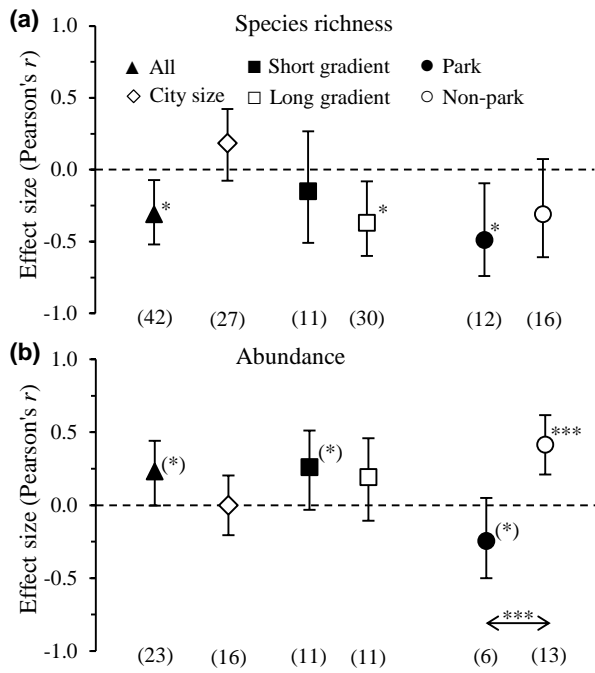 (a)
Species richness
Effect size (Pearson's r)
1.0
0.5
0.0
-0.5
-1.0
All
Short gradient
Park
City size
Long gradient
Non-park
*
*
*
(42) (27) (11) (30) (12) (16)
(b)
Abundance
Effect size (Pearson's r)
1.0
0.5
0.0
-0.5
-1.0
(*)
(*)
(*)
***
***
(23) (16) (11) (11) (6) (13)